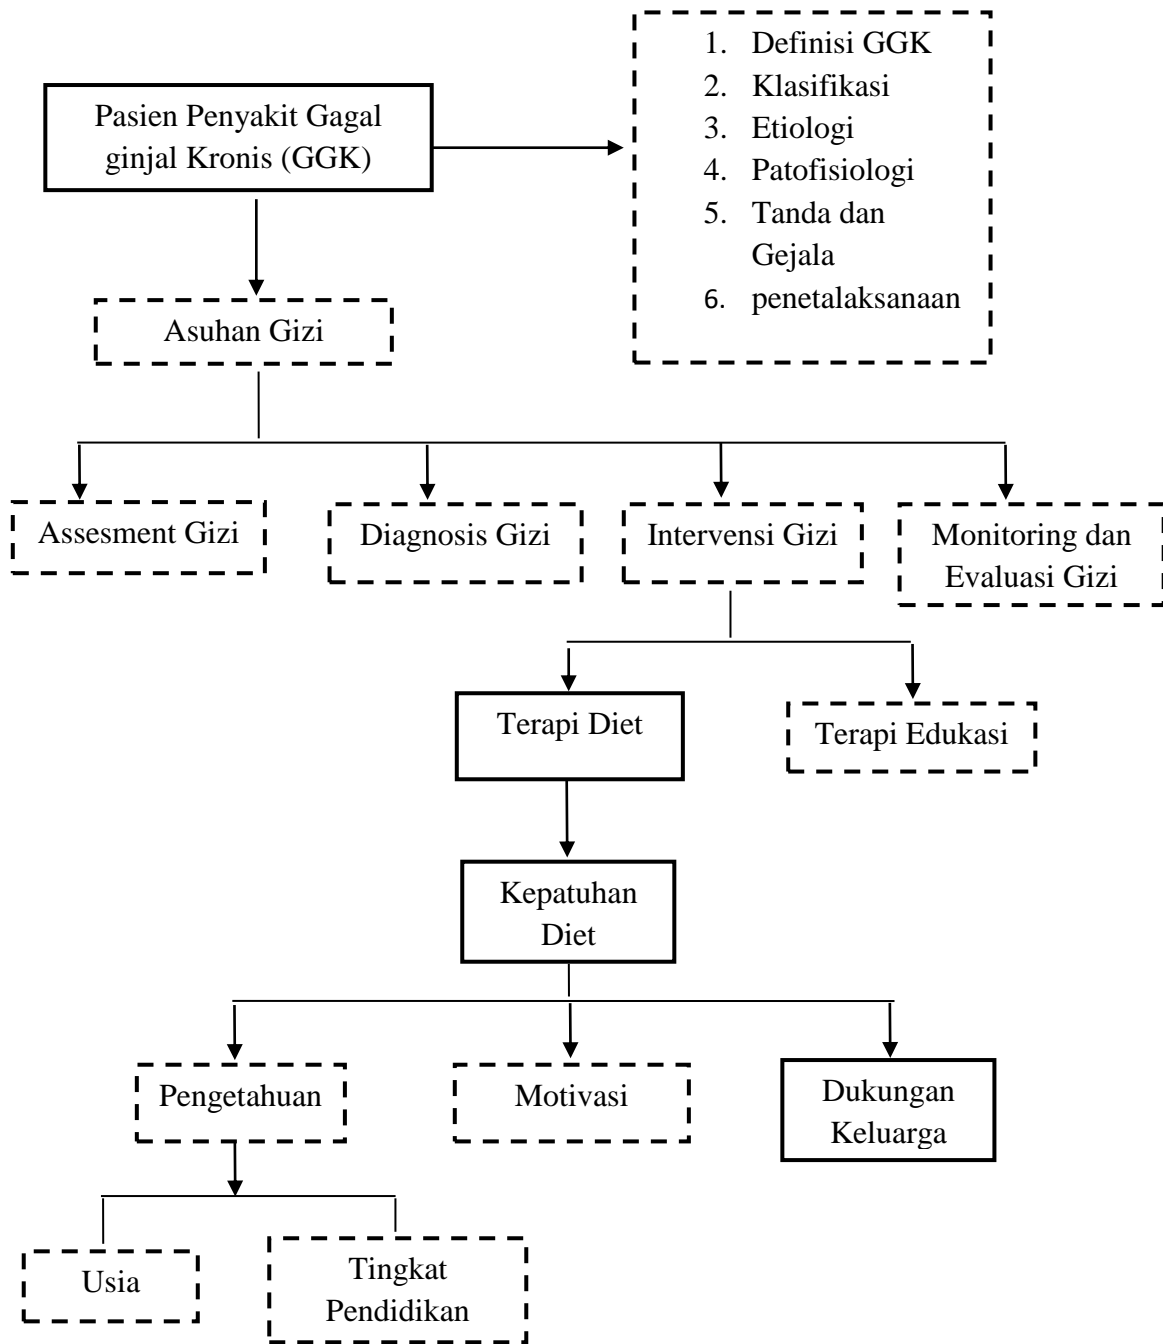 1. Definisi GGK
2. Klasifikasi
3. Etiologi
4. Patofisiologi
5. Tanda dan
Gejala
6. penetalaksanaan
Pasien Penyakit Gagal
ginjal Kronis (GGK)
Asuhan Gizi
Assesment Gizi
Diagnosis Gizi
Intervensi Gizi
Monitoring dan
Evaluasi Gizi
Terapi Diet
Terapi Edukasi
Kepatuhan
Diet
Pengetahuan
Motivasi
Dukungan
Keluarga
Usia
Tingkat
Pendidikan